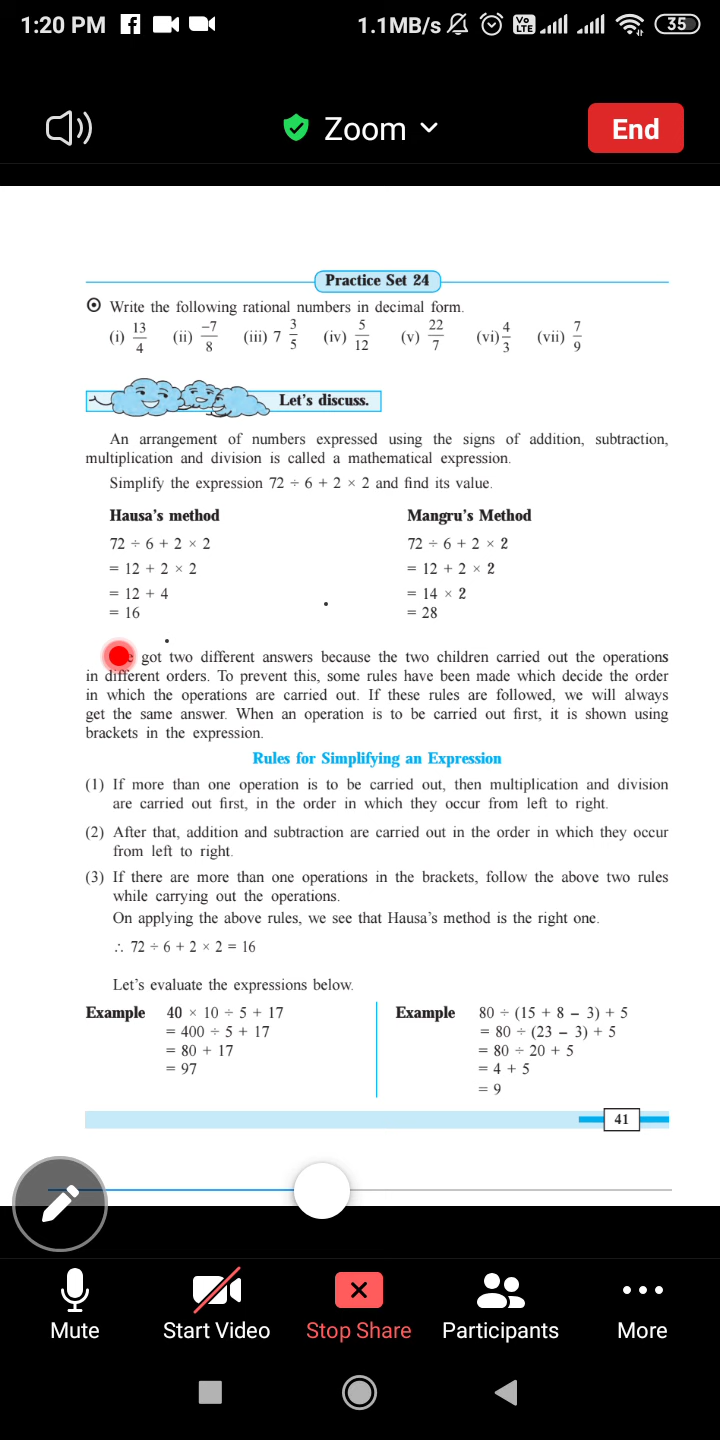 1:20 PM
1.1MB/s Vo LTE 35
Zoom
End
Practice Set 24
Write the following rational numbers in decimal form.
(i) 13/4 (ii) −7/8 (iii) 7 3/5 (iv) 5/12 (v) 22/7 (vi) 4/3 (vii) 7/9
Let's discuss.
An arrangement of numbers expressed using the signs of addition, subtraction,
multiplication and division is called a mathematical expression.
Simplify the expression 72 ÷ 6 + 2 × 2 and find its value.
Hausa's method
72 ÷ 6 + 2 × 2
= 12 + 2 × 2
= 12 + 4
= 16
Mangru's Method
72 ÷ 6 + 2 × 2
= 12 + 2 × 2
= 14 × 2
= 28
got two different answers because the two children carried out the operations
in different orders. To prevent this, some rules have been made which decide the order
in which the operations are carried out. If these rules are followed, we will always
get the same answer. When an operation is to be carried out first, it is shown using
brackets in the expression.
Rules for Simplifying an Expression
(1) If more than one operation is to be carried out, then multiplication and division
are carried out first, in the order in which they occur from left to right.
(2) After that, addition and subtraction are carried out in the order in which they occur
from left to right.
(3) If there are more than one operations in the brackets, follow the above two rules
while carrying out the operations.
On applying the above rules, we see that Hausa's method is the right one.
∴ 72 ÷ 6 + 2 × 2 = 16
Let's evaluate the expressions below.
Example 40 × 10 ÷ 5 + 17
= 400 ÷ 5 + 17
= 80 + 17
= 97
Example 80 ÷ (15 + 8 − 3) + 5
= 80 ÷ (23 − 3) + 5
= 80 ÷ 20 + 5
= 4 + 5
= 9
41
Mute
Start Video
Stop Share
Participants
More